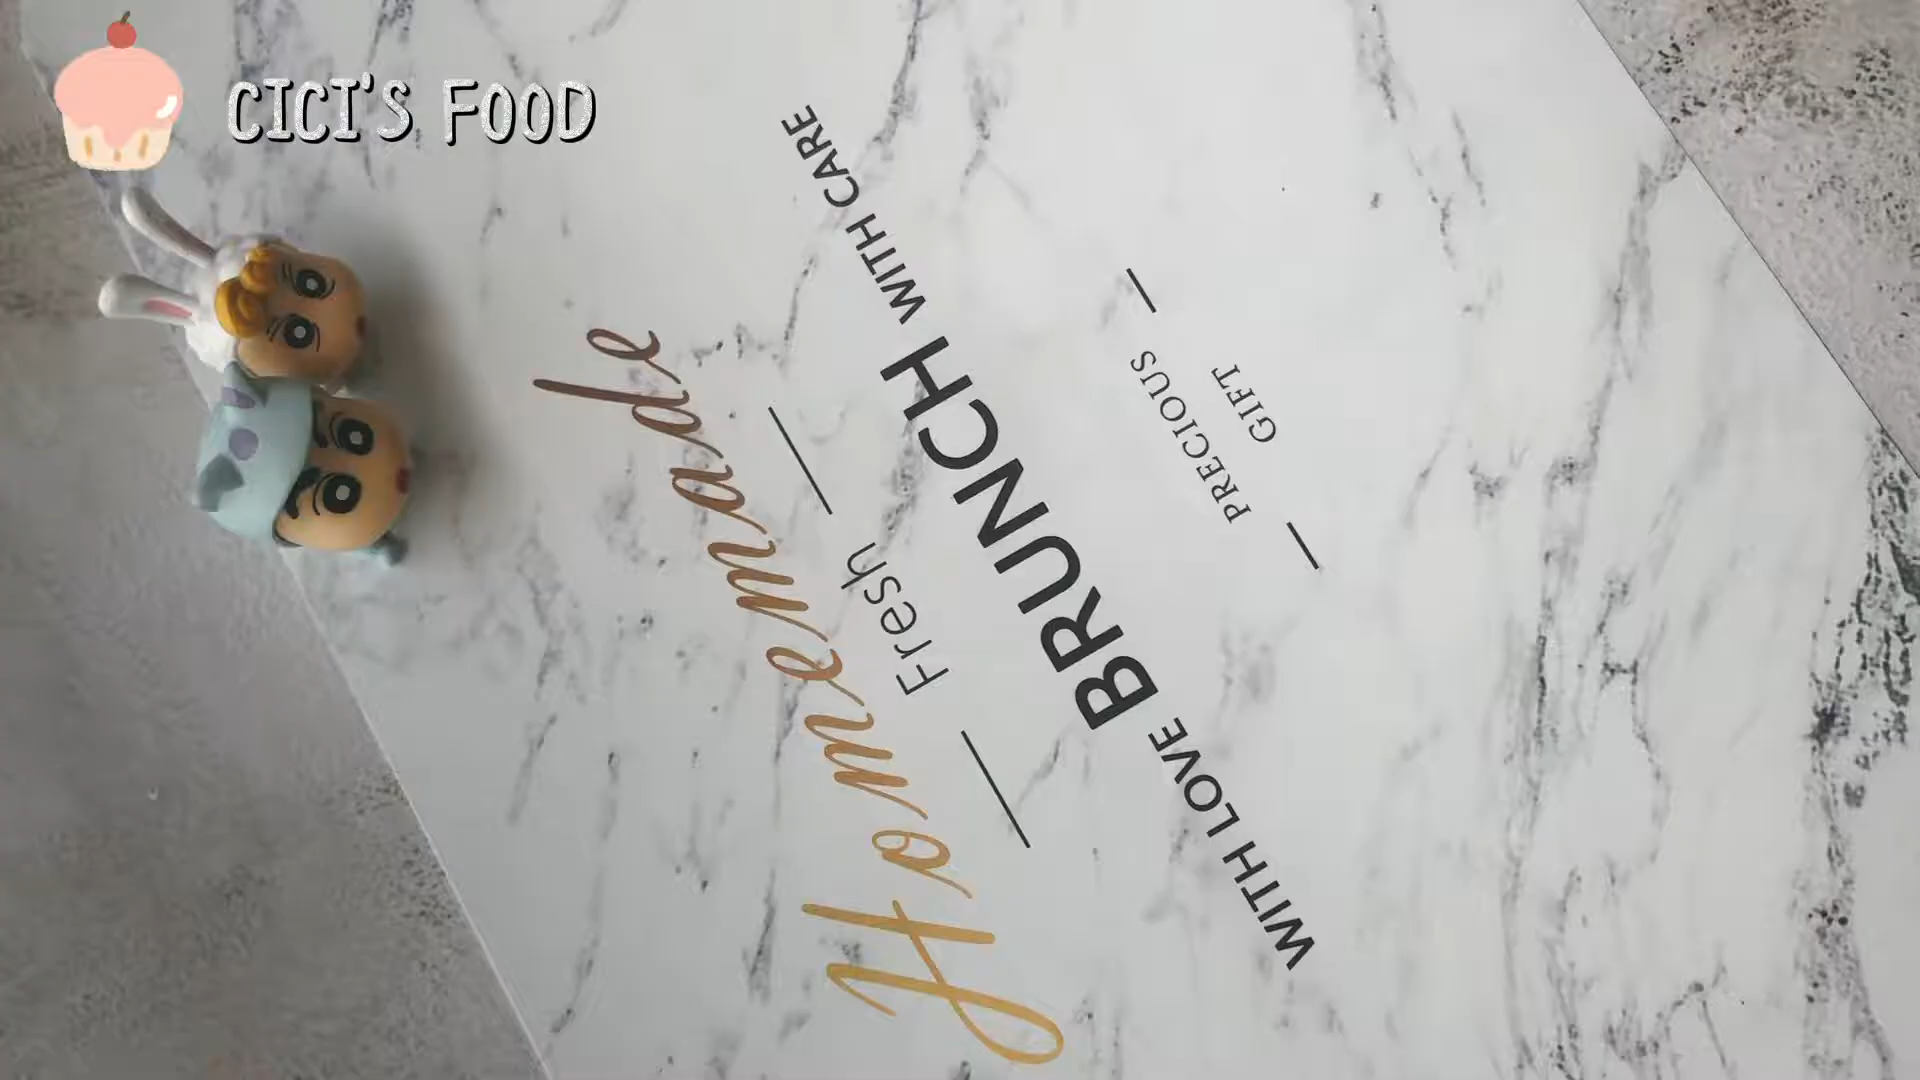 CICI'S FOOD
Homemade
Fresh
WITH LOVE BRUNCH WITH CARE
PRECIOUS
GIFT